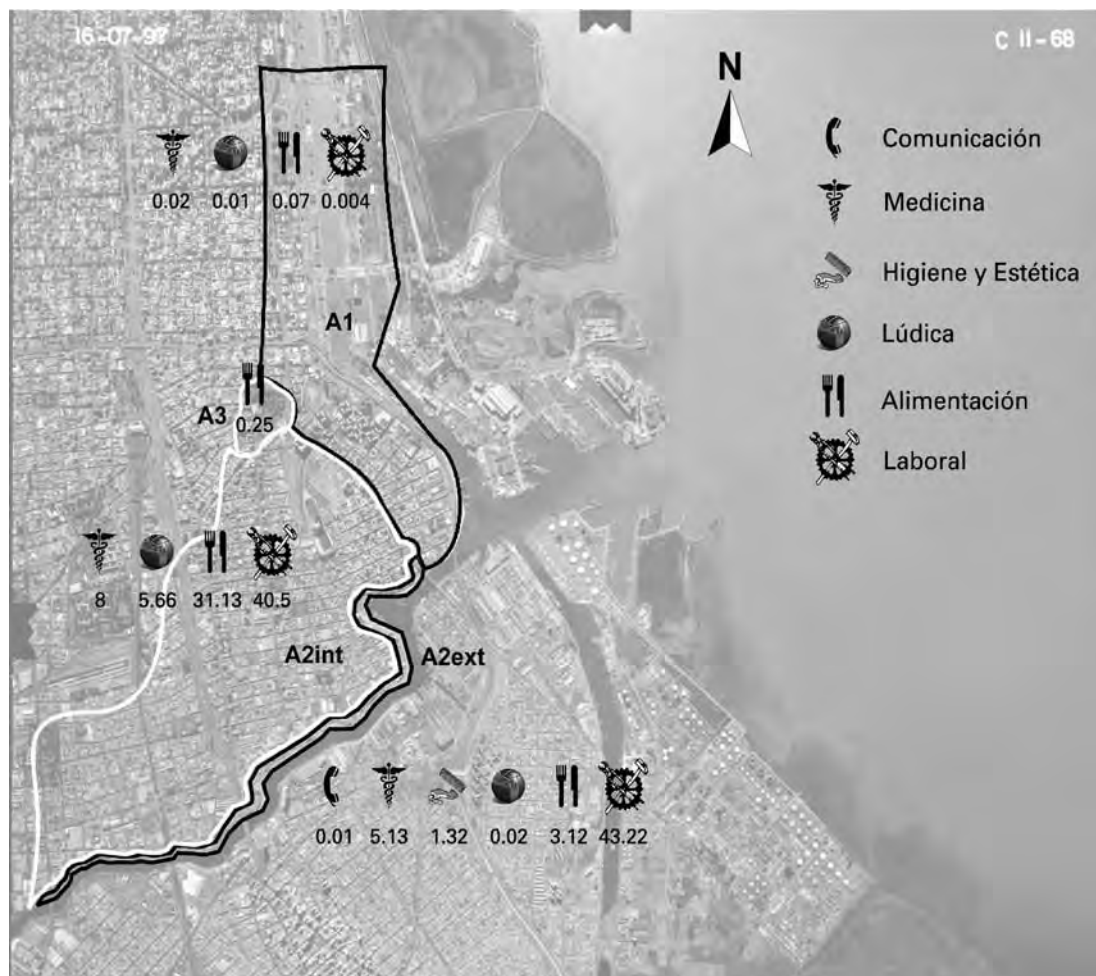 16-07-97
C II-68
N
Comunicación
Medicina
Higiene y Estética
Lúdica
Alimentación
Laboral
0.02 0.01 0.07 0.004
A1
A3
0.25
8 5.66 31.13 40.5
A2int A2ext
0.01 5.13 1.32 0.02 3.12 43.22